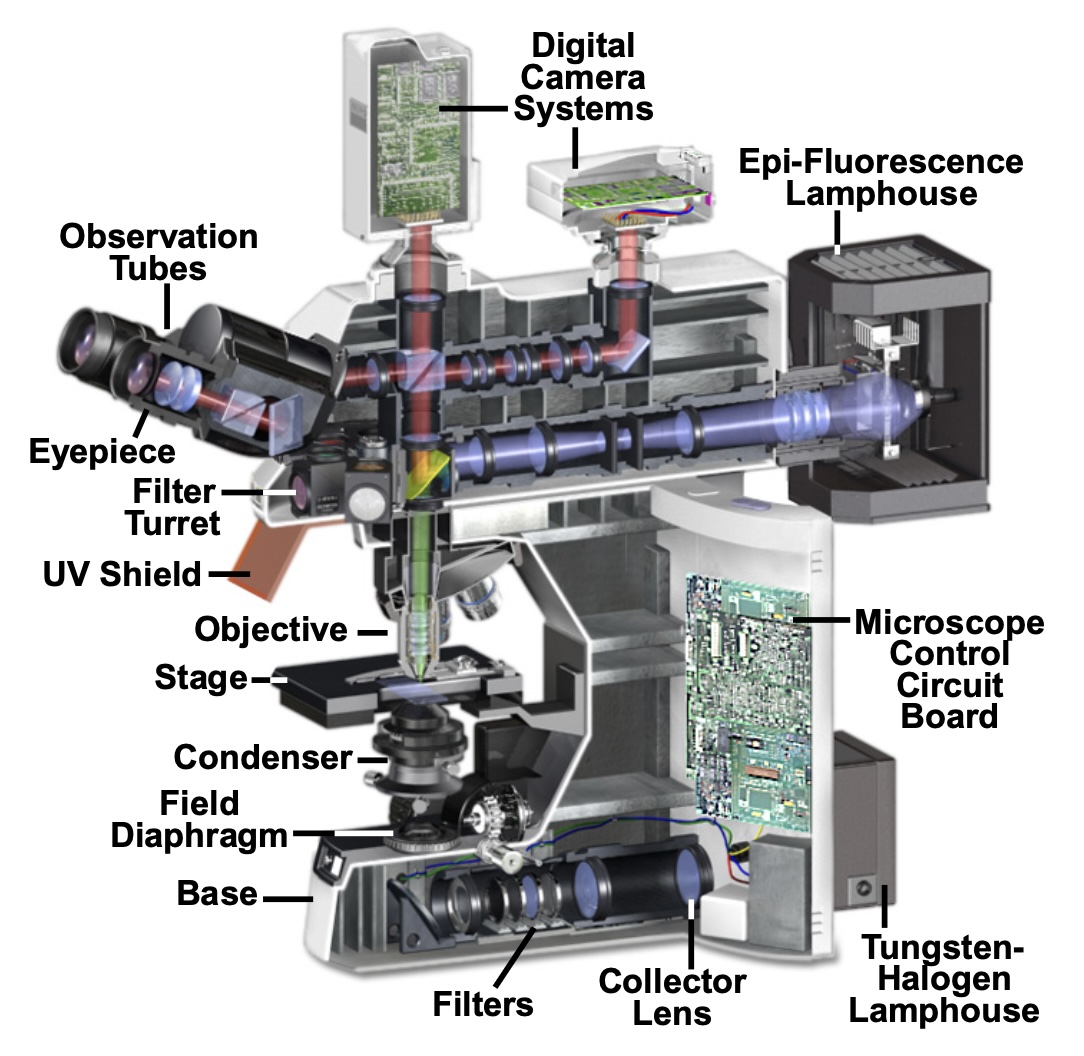 Digital
Camera
Systems
Epi-Fluorescence
Lamphouse
Observation
Tubes
Eyepiece
Filter
Turret
UV Shield
Objective
Stage
Microscope
Control
Circuit
Board
Condenser
Field
Diaphragm
Base
Filters
Collector
Lens
Tungsten-
Halogen
Lamphouse